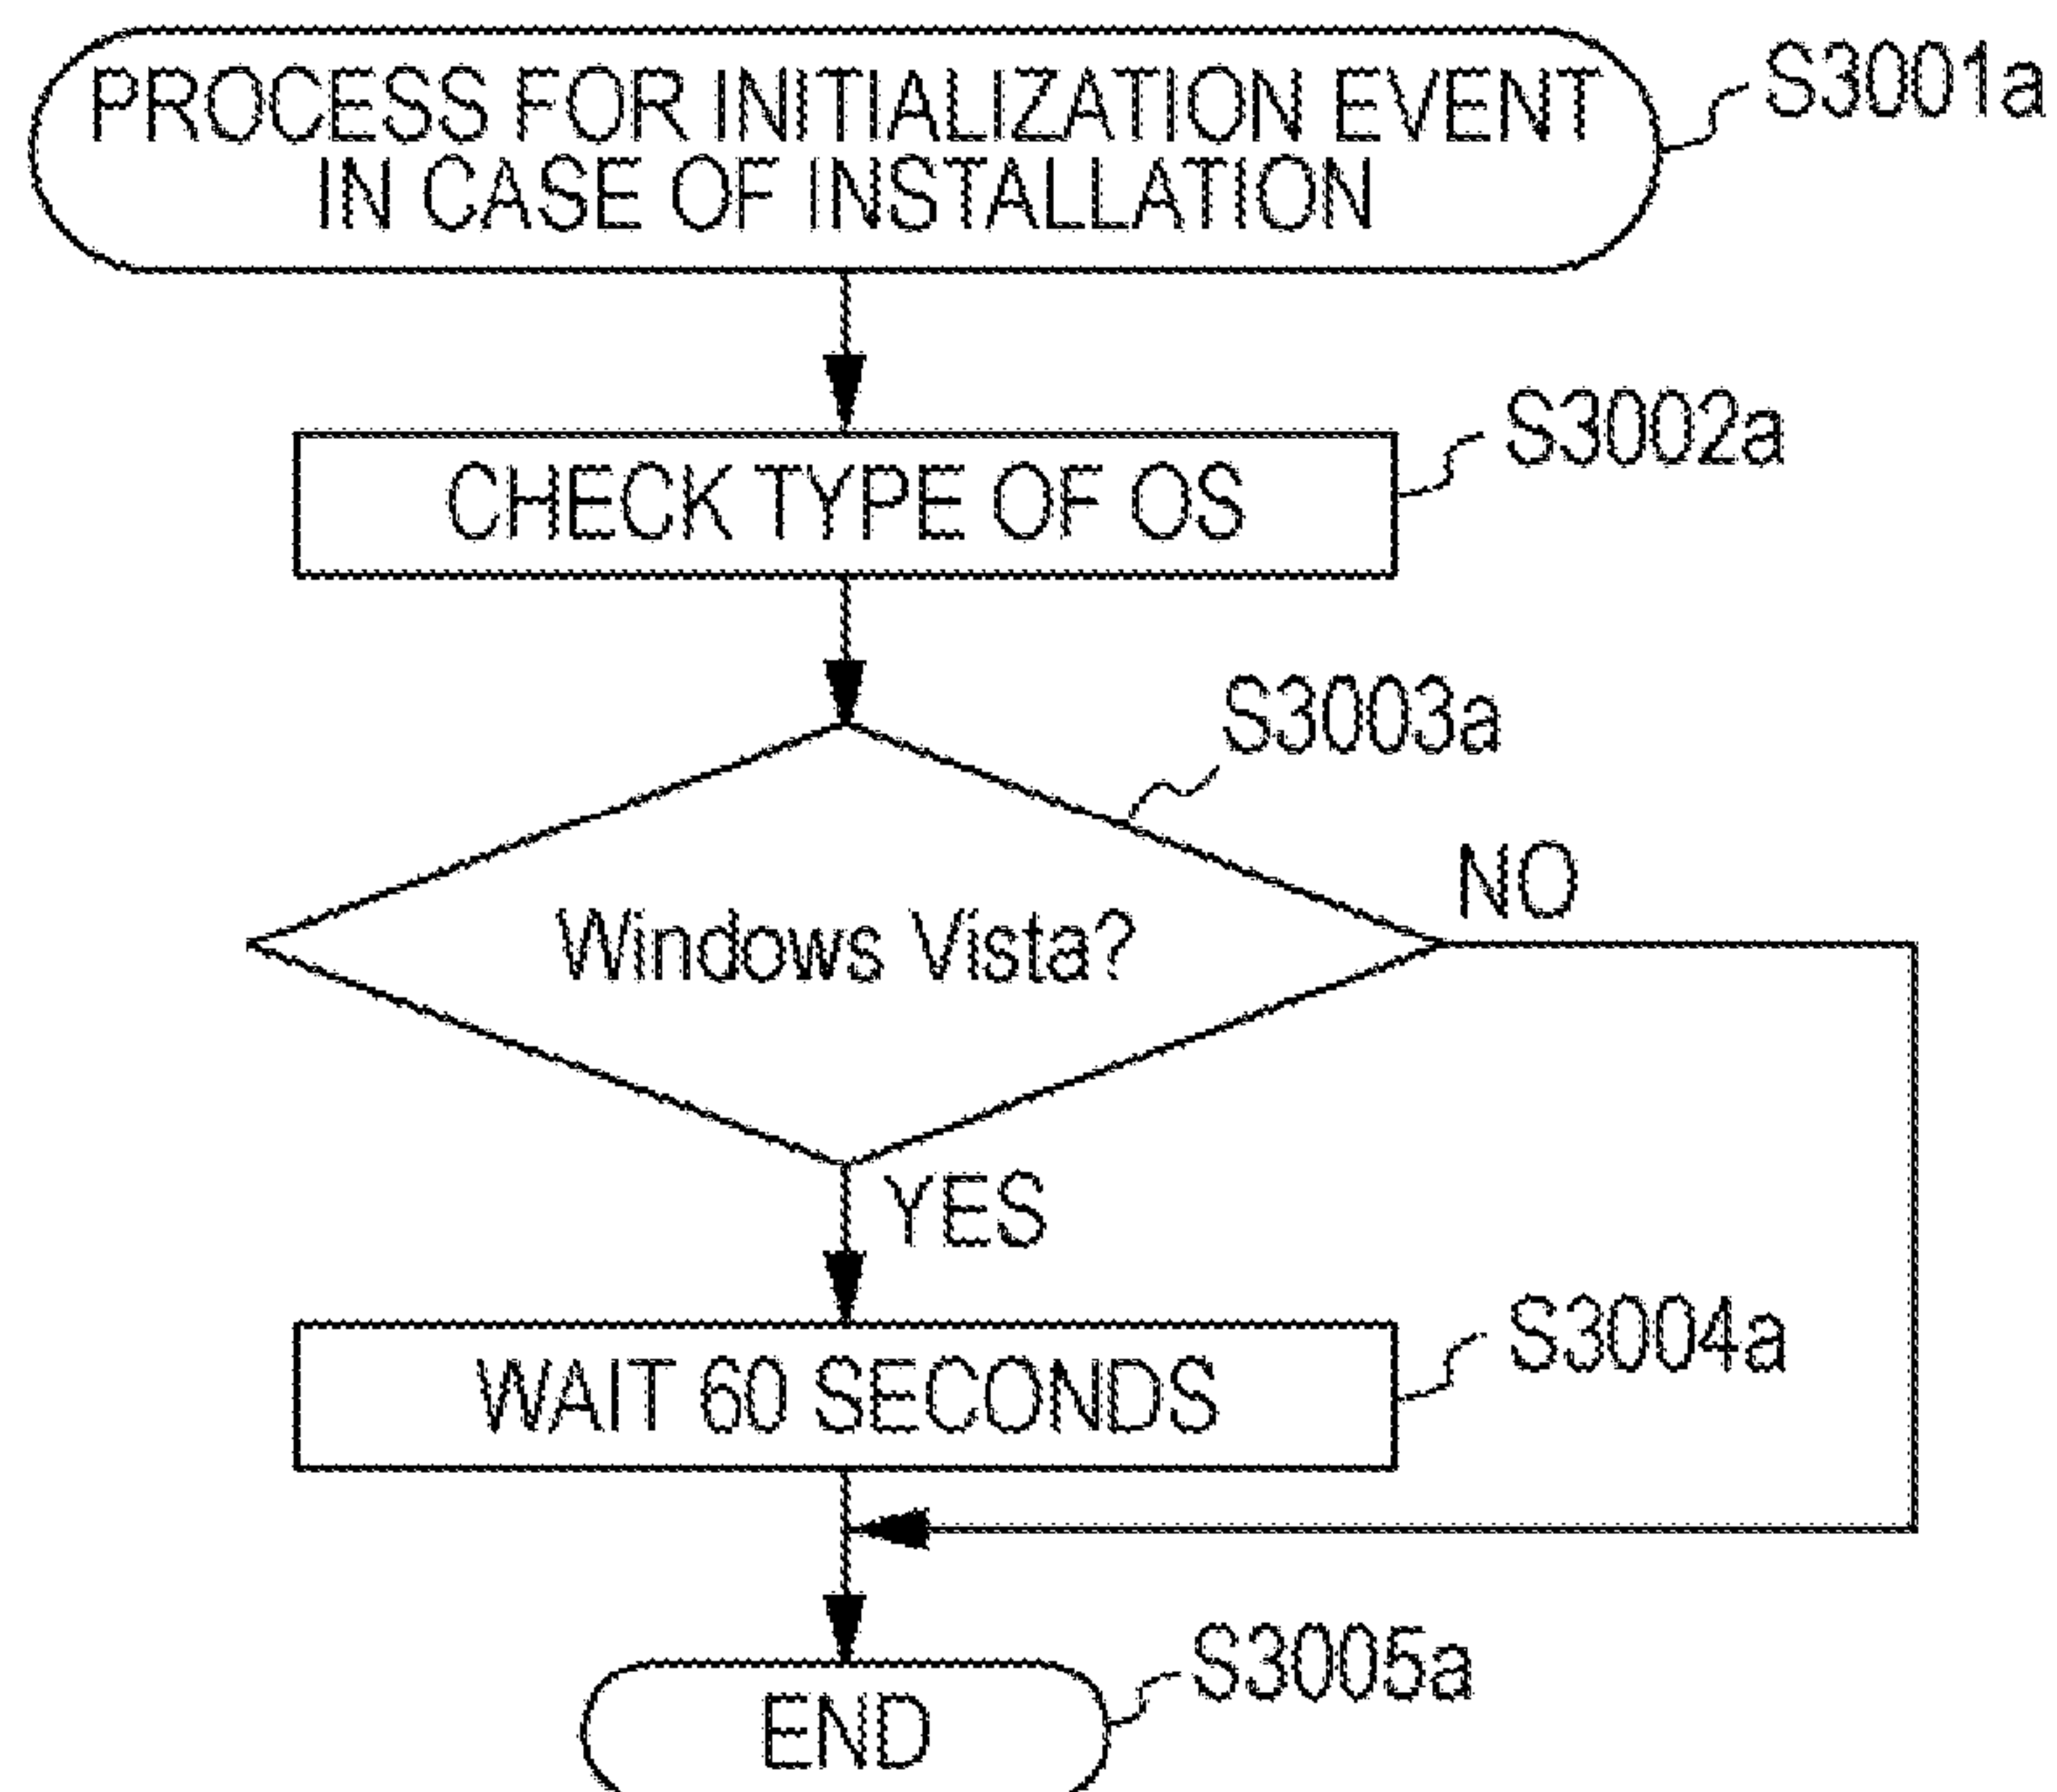 PROCESS FOR INITIALIZATION EVENT
IN CASE OF INSTALLATION
S3001a
CHECK TYPE OF OS
S3002a
S3003a
Windows Vista?
NO
YES
WAIT 60 SECONDS
S3004a
END
S3005a